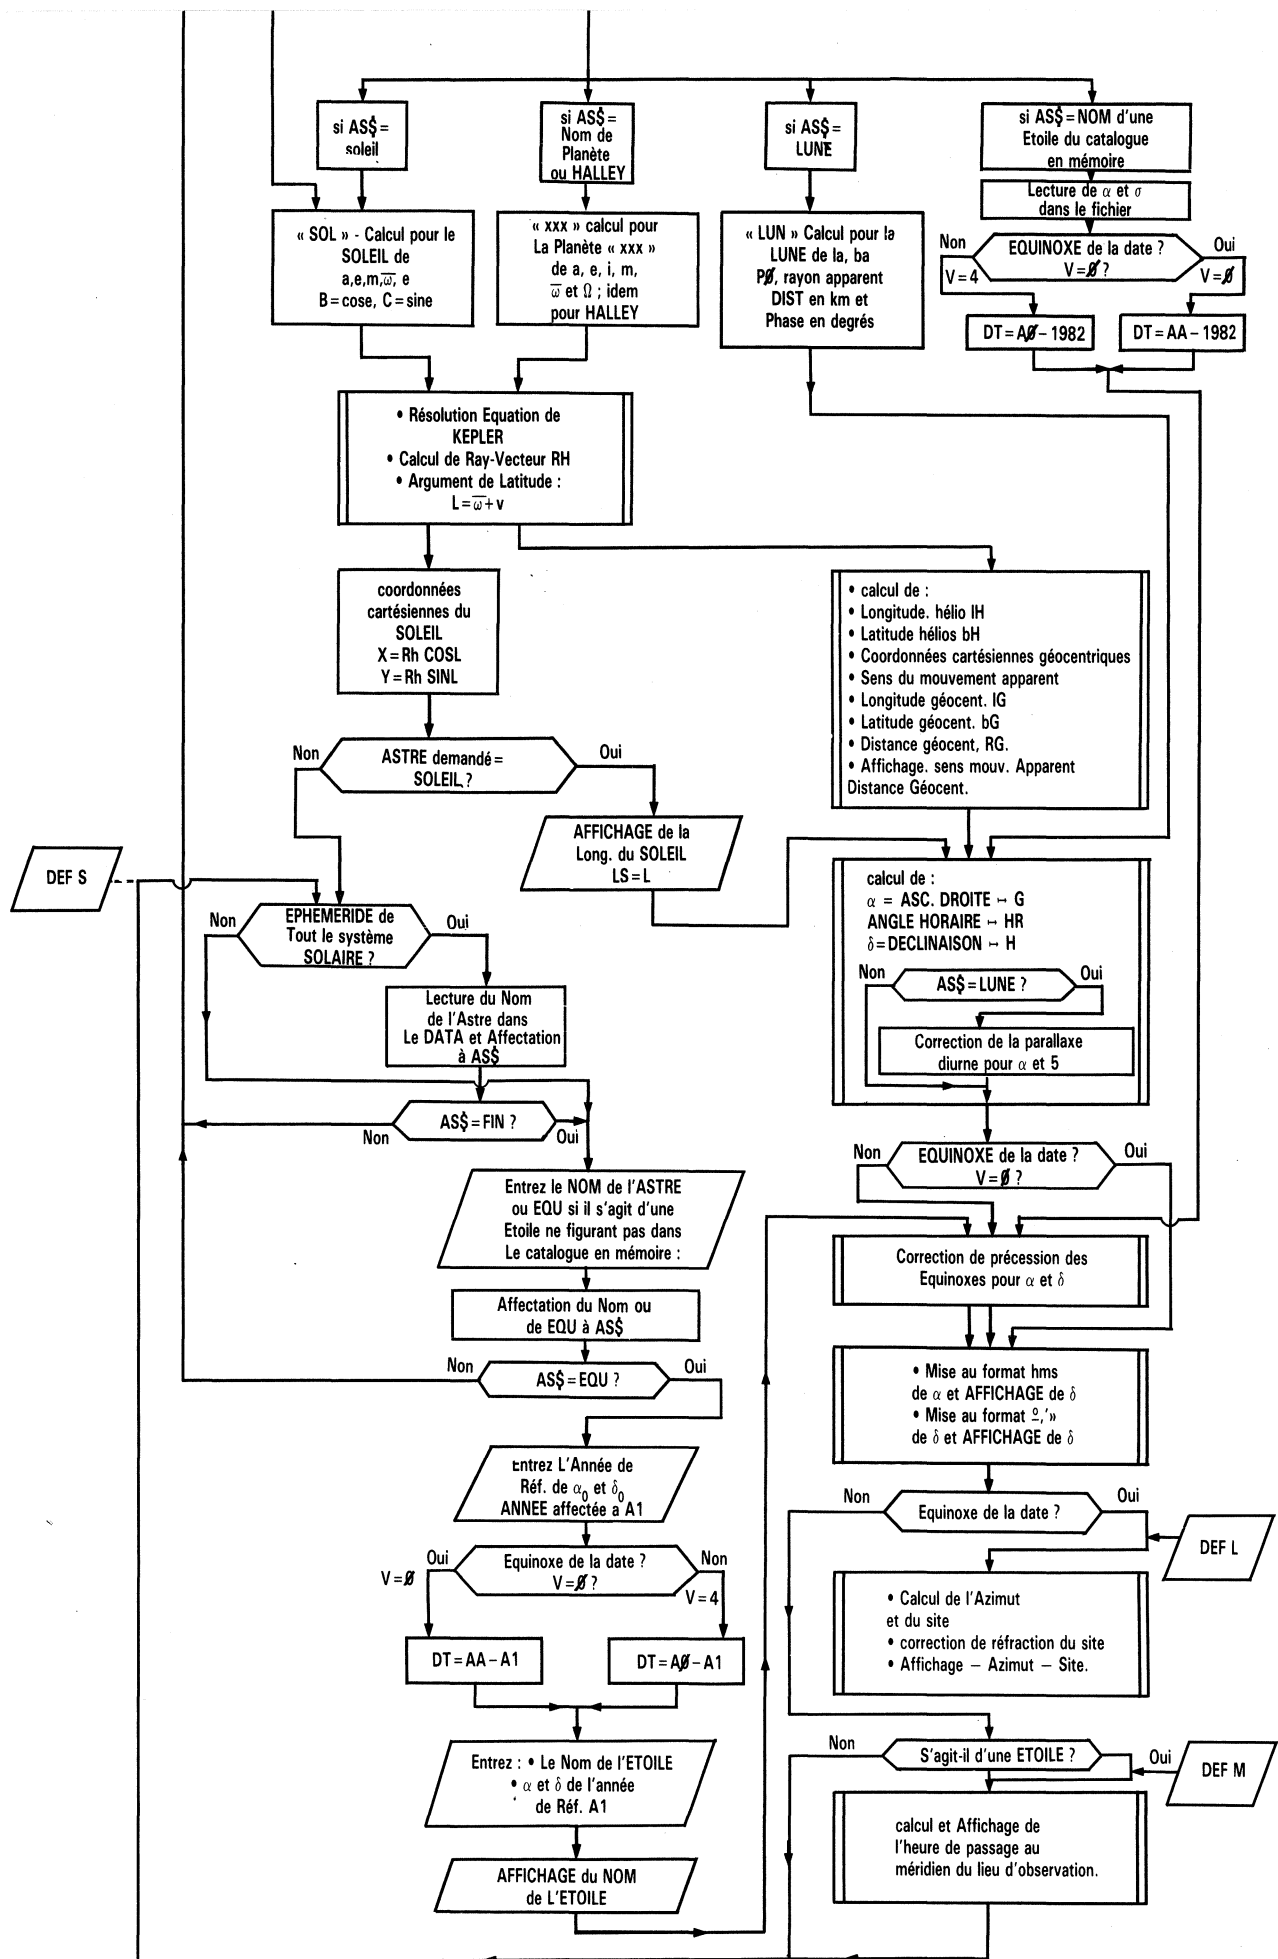 si AS$ =
soleil
si AS$ =
Nom de
Planète
ou HALLEY
si AS$ =
LUNE
si AS$ = NOM d'une
Etoile du catalogue
en mémoire
Lecture de α et σ
dans le fichier
« SOL » - Calcul pour le
SOLEIL de
a,e,m,ω̅, e
B = cose, C = sine
« xxx » calcul pour
La Planète « xxx »
de a, e, i, m,
ω̅ et Ω ; idem
pour HALLEY
« LUN » Calcul pour la
LUNE de la, ba
PØ, rayon apparent
DIST en km et
Phase en degrés
Non
EQUINOXE de la date ?
V = Ø ?
Oui
V = 4
V = Ø
DT = AØ – 1982
DT = AA – 1982
• Résolution Equation de
KEPLER
• Calcul de Ray-Vecteur RH
• Argument de Latitude :
L = ω̅ + v
coordonnées
cartésiennes du
SOLEIL
X = Rh COSL
Y = Rh SINL
• calcul de :
• Longitude. hélio lH
• Latitude hélios bH
• Coordonnées cartésiennes géocentriques
• Sens du mouvement apparent
• Longitude géocent. lG
• Latitude géocent. bG
• Distance géocent, RG.
• Affichage. sens mouv. Apparent
Distance Géocent.
Non
ASTRE demandé =
SOLEIL ?
Oui
AFFICHAGE de la
Long. du SOLEIL
LS = L
DEF S
Non
EPHEMERIDE de
Tout le système
SOLAIRE ?
Oui
calcul de :
α = ASC. DROITE ↦ G
ANGLE HORAIRE ↦ HR
δ = DECLINAISON ↦ H
Non
AS$ = LUNE ?
Oui
Correction de la parallaxe
diurne pour α et 5
Lecture du Nom
de l'Astre dans
Le DATA et Affectation
à AS$
AS$ = FIN ?
Non
Oui
Non
EQUINOXE de la date ?
V = Ø ?
Oui
Entrez le NOM de l'ASTRE
ou EQU si il s'agit d'une
Etoile ne figurant pas dans
Le catalogue en mémoire :
Correction de précession des
Equinoxes pour α et δ
Affectation du Nom ou
de EQU à AS$
Non
AS$ = EQU ?
Oui
• Mise au format hms
de α et AFFICHAGE de δ
• Mise au format º,'»
de δ et AFFICHAGE de δ
Entrez L'Année de
Réf. de α₀ et δ₀
ANNEE affectée a A1
Non
Equinoxe de la date ?
Oui
DEF L
Oui
Equinoxe de la date ?
V = Ø ?
Non
V = Ø
V = 4
• Calcul de l'Azimut
et du site
• correction de réfraction du site
• Affichage – Azimut – Site.
DT = AA – A1
DT = AØ – A1
Non
S'agit-il d'une ETOILE ?
Oui
DEF M
Entrez : • Le Nom de l'ETOILE
• α et δ de l'année
de Réf. A1
calcul et Affichage de
l'heure de passage au
méridien du lieu d'observation.
AFFICHAGE du NOM
de L'ETOILE